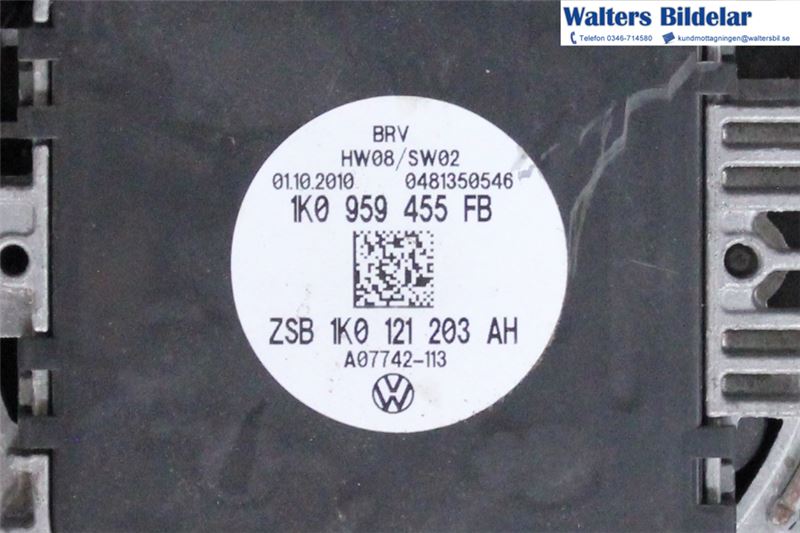 Walters Bildelar
Telefon 0346-714580 kundmottagningen@waltersbil.se
BRV
HW08/SW02
01.10.2010 0481350546
1K0 959 455 FB
ZSB 1K0 121 203 AH
A07742-113